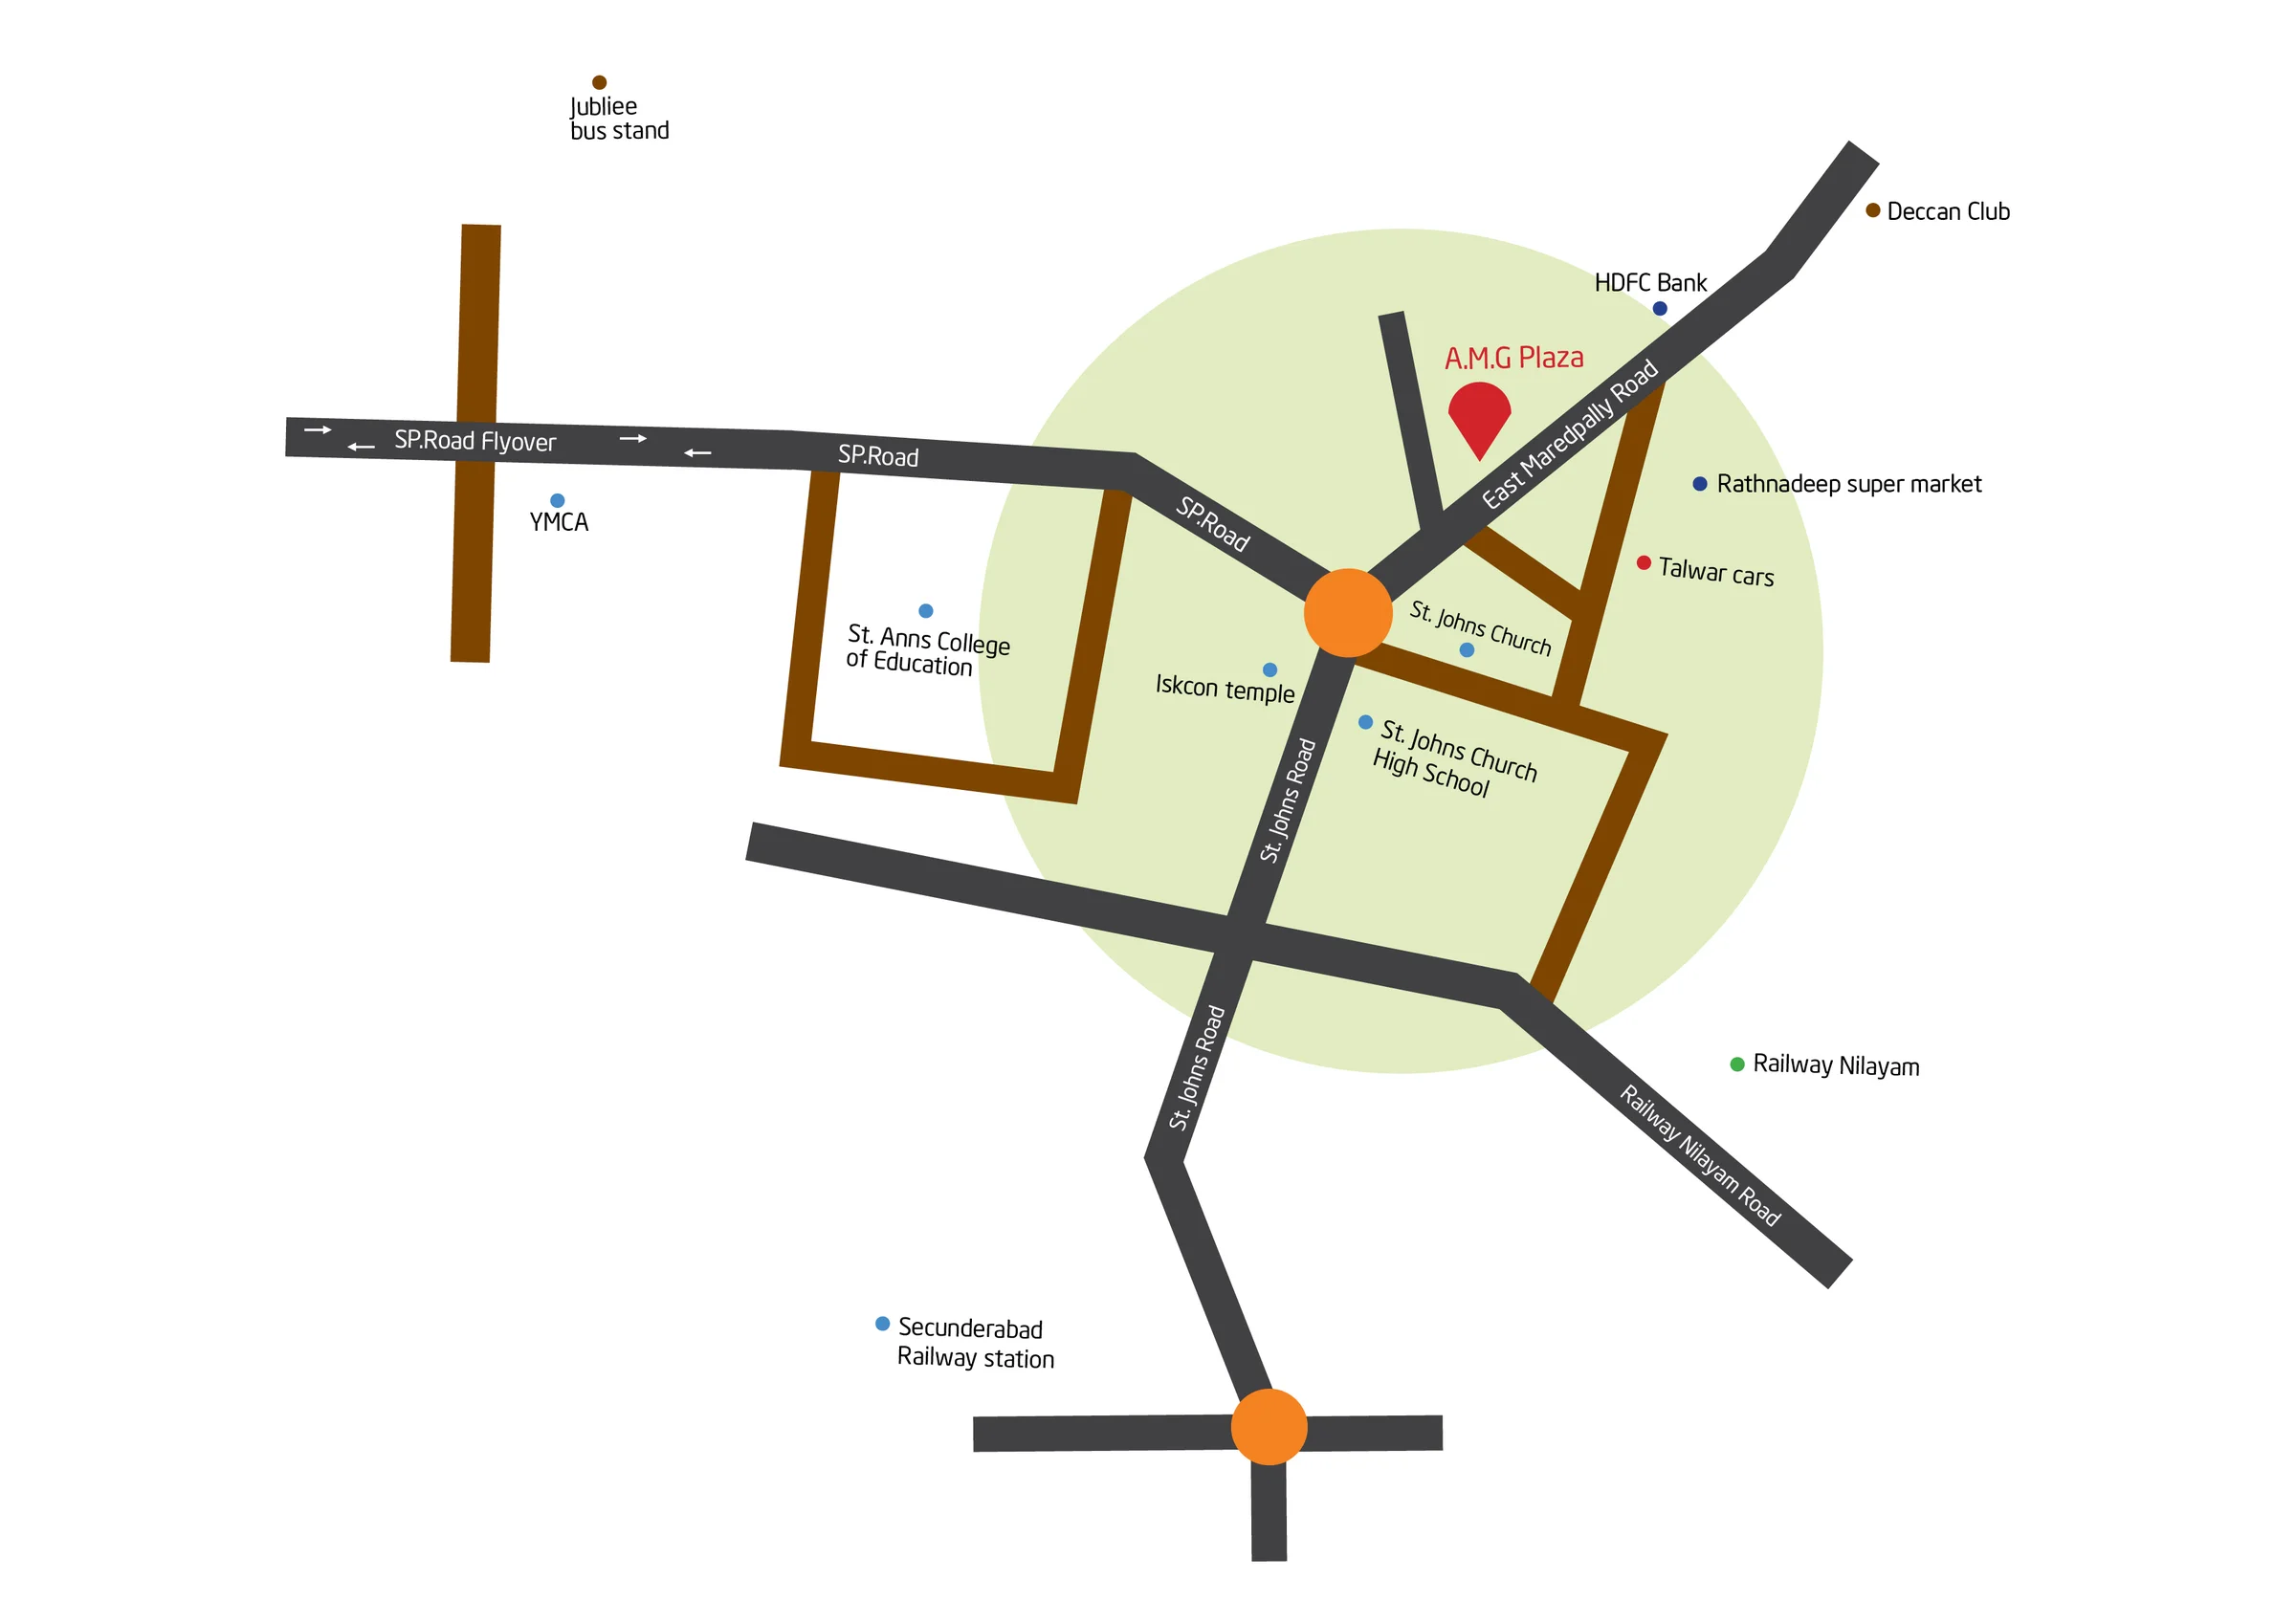 Jubliee
bus stand
Deccan Club
HDFC Bank
A.M.G Plaza
East Maredpally Road
SP.Road Flyover
SP.Road
SP.Road
Rathnadeep super market
YMCA
Talwar cars
St. Johns Church
St. Anns College
of Education
Iskcon temple
St. Johns Church
High School
St. Johns Road
St. Johns Road
Railway Nilayam
Railway Nilayam Road
Secunderabad
Railway station